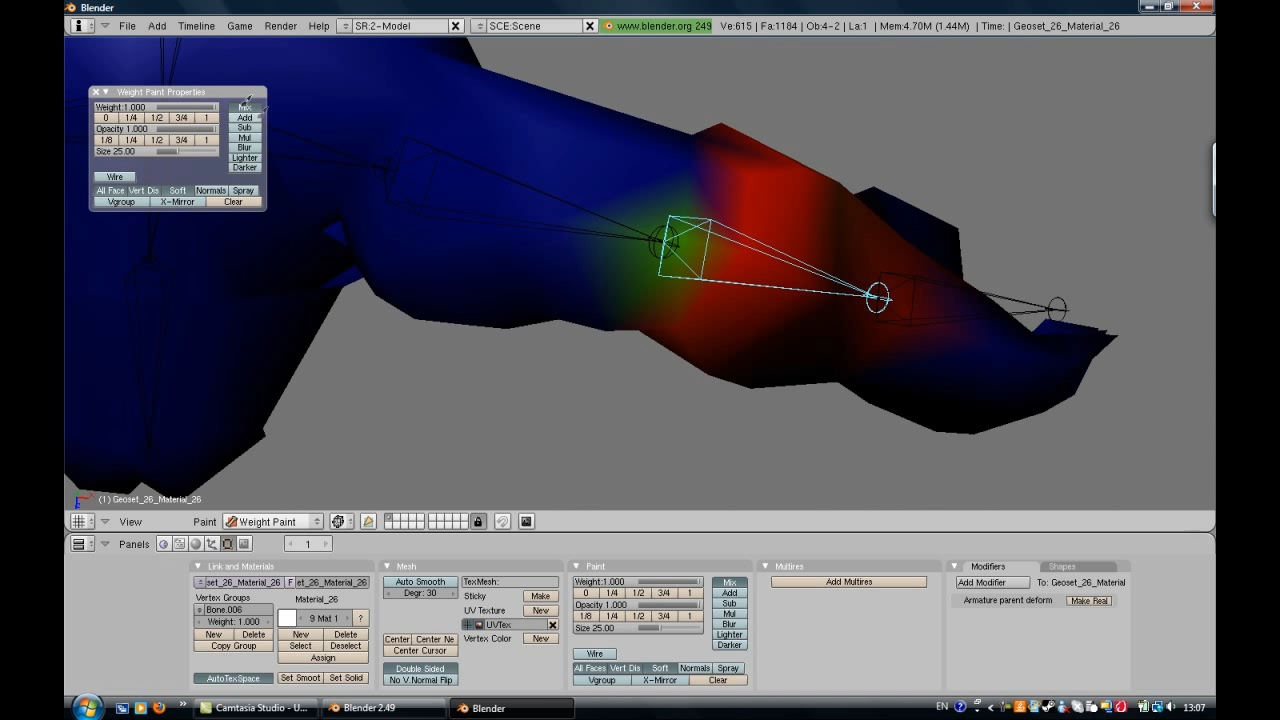 Blender
File Add Timeline Game Render Help SR:2-Model SCE:Scene www.blender.org 249 Ve:615 | Fa:1184 | Ob:4-2 | La:1 | Mem:4.70M (1.44M) | Time: | Geoset_26_Material_26
Weight Paint Properties
Weight:1.000 Mix
0 1/4 1/2 3/4 1 Add
Opacity 1.000 Sub
1/8 1/4 1/2 3/4 1 Mul
Size 25.00 Blur
Lighter
Darker
Wire
All Face Vert Dis Soft Normals Spray
Vgroup X-Mirror Clear
(1) Geoset_26_Material_26
View Paint Weight Paint
Panels 1
Link and Materials
set_26_Material_26 F et_26_Material_26
Vertex Groups Material_26
Bone.006
Weight: 1.000 9 Mat 1 ?
New Delete New Delete
Copy Group Select Deselect
Assign
AutoTexSpace Set Smoot Set Solid
Mesh
Auto Smooth TexMesh:
Degr: 30 Sticky Make
UV Texture New
UVTex
Center Center Ne Vertex Color New
Center Cursor
Double Sided
No V.Normal Flip
Paint
Weight:1.000 Mix
0 1/4 1/2 3/4 1 Add
Opacity 1.000 Sub
1/8 1/4 1/2 3/4 1 Mul
Size 25.00 Blur
Lighter
Darker
Wire
All Faces Vert Dis Soft Normals Spray
Vgroup X-Mirror Clear
Multires
Add Multires
Modifiers Shapes
Add Modifier To: Geoset_26_Material
Armature parent deform Make Real
Camtasia Studio - U... Blender 2.49 Blender EN 13:07